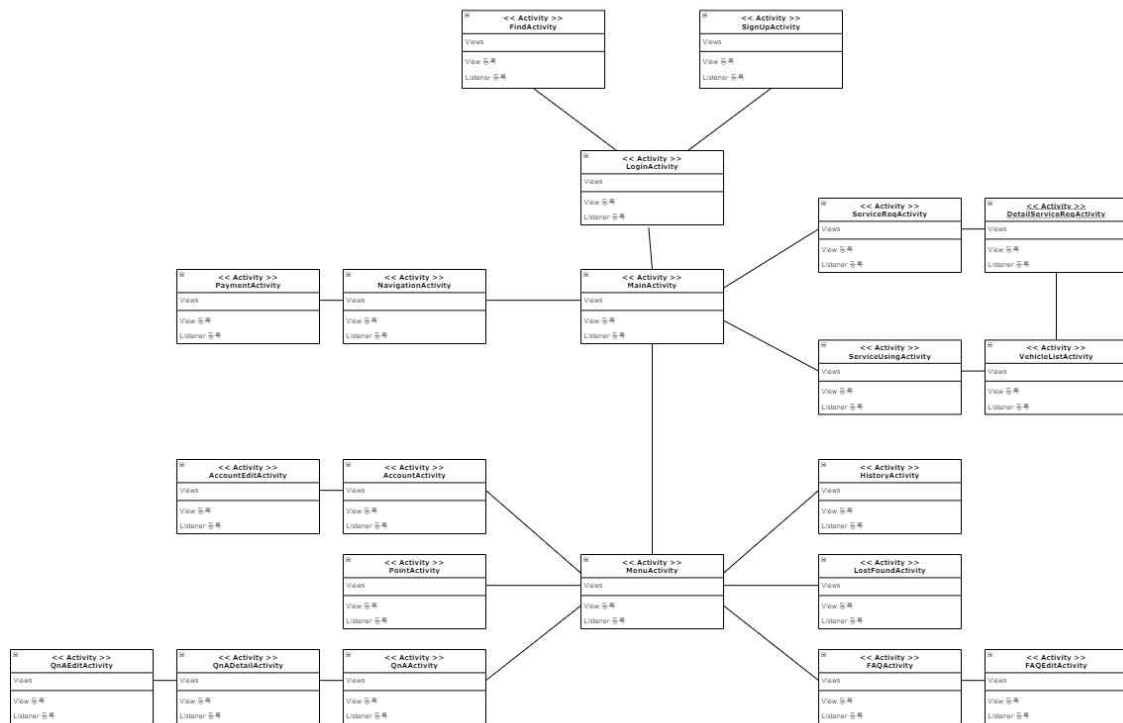 << Activity >>
FindActivity
Views
View 등록
Listener 등록
<< Activity >>
SignUpActivity
Views
View 등록
Listener 등록
<< Activity >>
LoginActivity
Views
View 등록
Listener 등록
<< Activity >>
ServiceReqActivity
Views
View 등록
Listener 등록
<< Activity >>
DetailServiceReqActivity
Views
View 등록
Listener 등록
<< Activity >>
PaymentActivity
Views
View 등록
Listener 등록
<< Activity >>
NavigationActivity
Views
View 등록
Listener 등록
<< Activity >>
MainActivity
Views
View 등록
Listener 등록
<< Activity >>
ServiceUsingActivity
Views
View 등록
Listener 등록
<< Activity >>
VehicleListActivity
Views
View 등록
Listener 등록
<< Activity >>
AccountEditActivity
Views
View 등록
Listener 등록
<< Activity >>
AccountActivity
Views
View 등록
Listener 등록
<< Activity >>
HistoryActivity
Views
View 등록
Listener 등록
<< Activity >>
PointActivity
Views
View 등록
Listener 등록
<< Activity >>
MenuActivity
Views
View 등록
Listener 등록
<< Activity >>
LostFoundActivity
Views
View 등록
Listener 등록
<< Activity >>
QnAEditActivity
Views
View 등록
Listener 등록
<< Activity >>
QnADetailActivity
Views
View 등록
Listener 등록
<< Activity >>
QnAActivity
Views
View 등록
Listener 등록
<< Activity >>
FAQActivity
Views
View 등록
Listener 등록
<< Activity >>
FAQEditActivity
Views
View 등록
Listener 등록